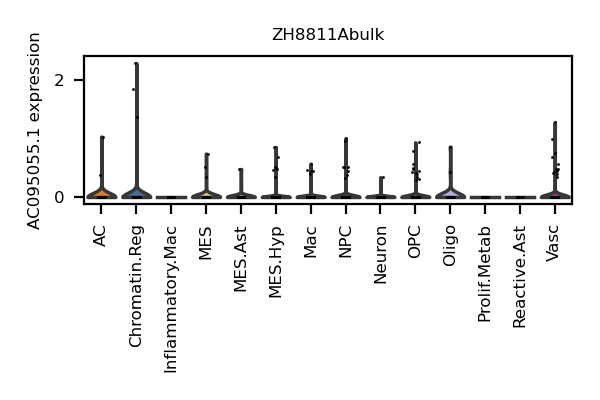 ZH8811Abulk
AC095055.1 expression
2
0
AC
Chromatin.Reg
Inflammatory.Mac
MES
MES.Ast
MES.Hyp
Mac
NPC
Neuron
OPC
Oligo
Prolif.Metab
Reactive.Ast
Vasc